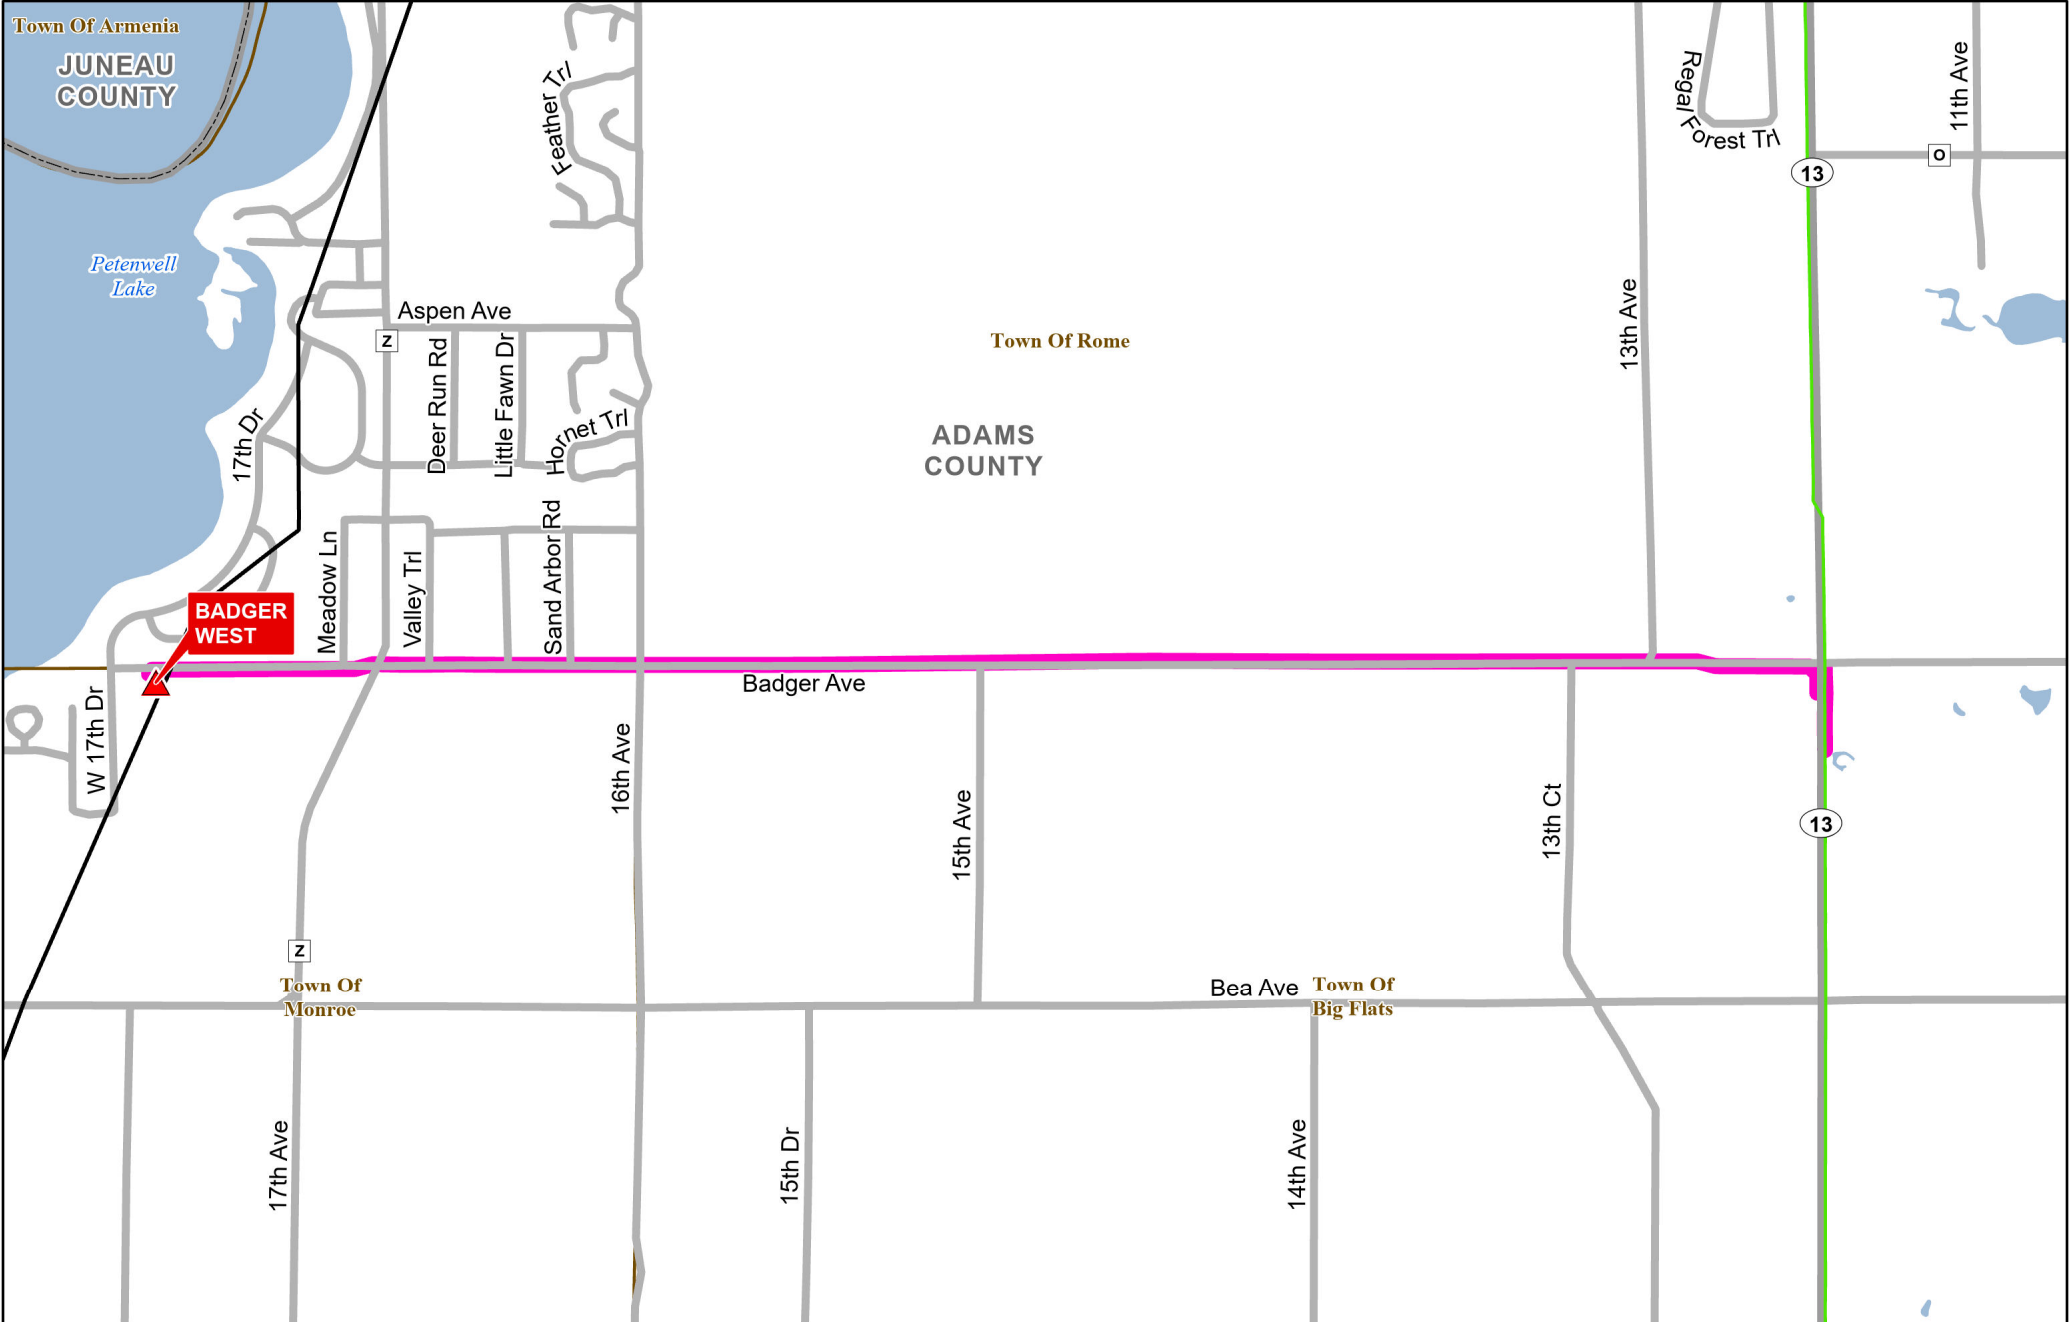 Town Of Armenia
JUNEAU
COUNTY
Feather Trl
Regal Forest Trl
11th Ave
O
13
Petenwell
Lake
Aspen Ave
Z
13th Ave
Town Of Rome
Deer Run Rd
Little Fawn Dr
Hornet Trl
17th Dr
ADAMS
COUNTY
Meadow Ln
Valley Trl
Sand Arbor Rd
BADGER
WEST
Badger Ave
W 17th Dr
16th Ave
15th Ave
13th Ct
13
Z
Town Of
Monroe
Bea Ave
Town Of
Big Flats
17th Ave
15th Dr
14th Ave